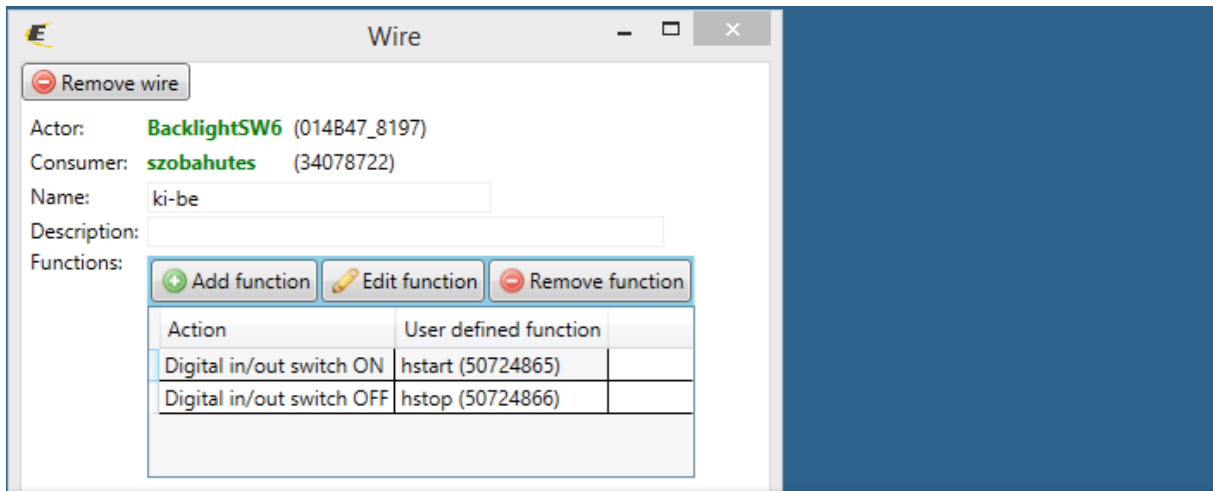 Wire
Remove wire
Actor: BacklightSW6 (014B47_8197)
Consumer: szobahutes (34078722)
Name: ki-be
Description:
Functions:
Add function Edit function Remove function
Action User defined function
Digital in/out switch ON hstart (50724865)
Digital in/out switch OFF hstop (50724866)